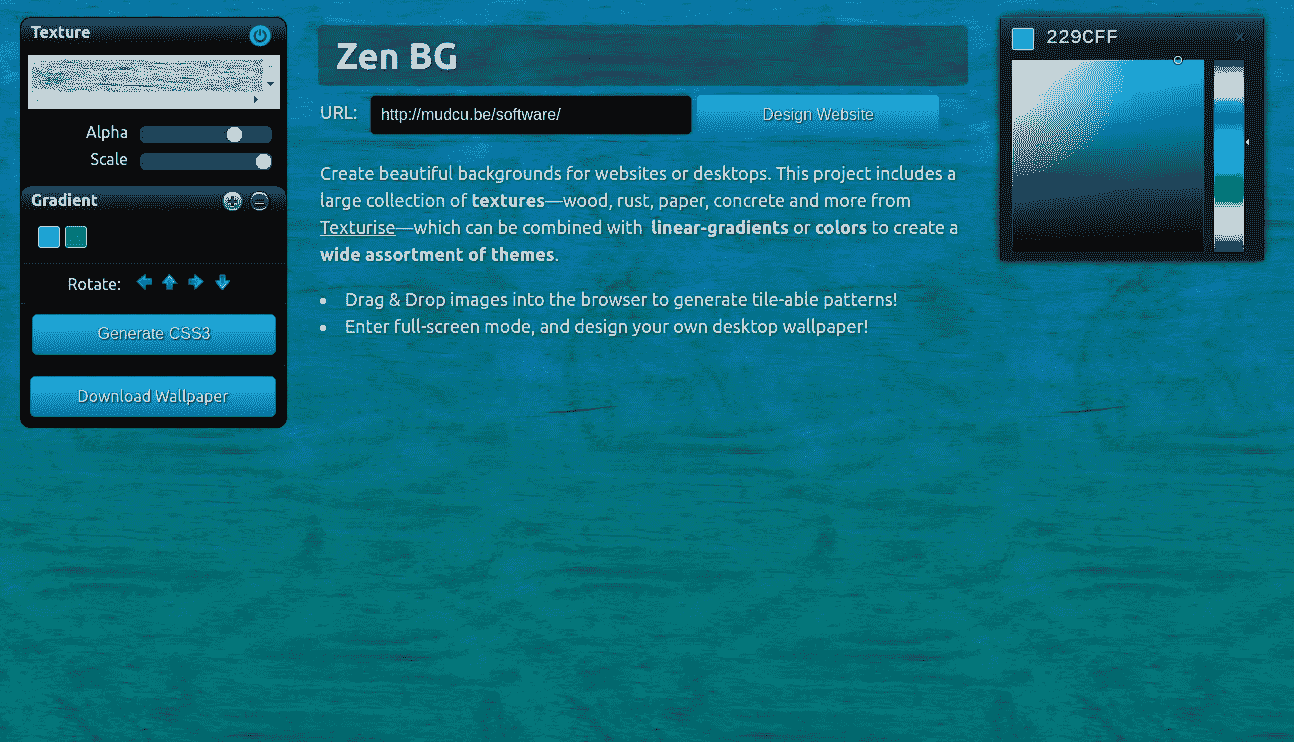 Texture
Alpha
Scale
Gradient
Rotate:
Generate CSS3
Download Wallpaper
Zen BG
URL: http://mudcu.be/software/ Design Website
Create beautiful backgrounds for websites or desktops. This project includes a
large collection of textures—wood, rust, paper, concrete and more from
Texturise—which can be combined with linear-gradients or colors to create a
wide assortment of themes.
• Drag & Drop images into the browser to generate tile-able patterns!
• Enter full-screen mode, and design your own desktop wallpaper!
229CFF